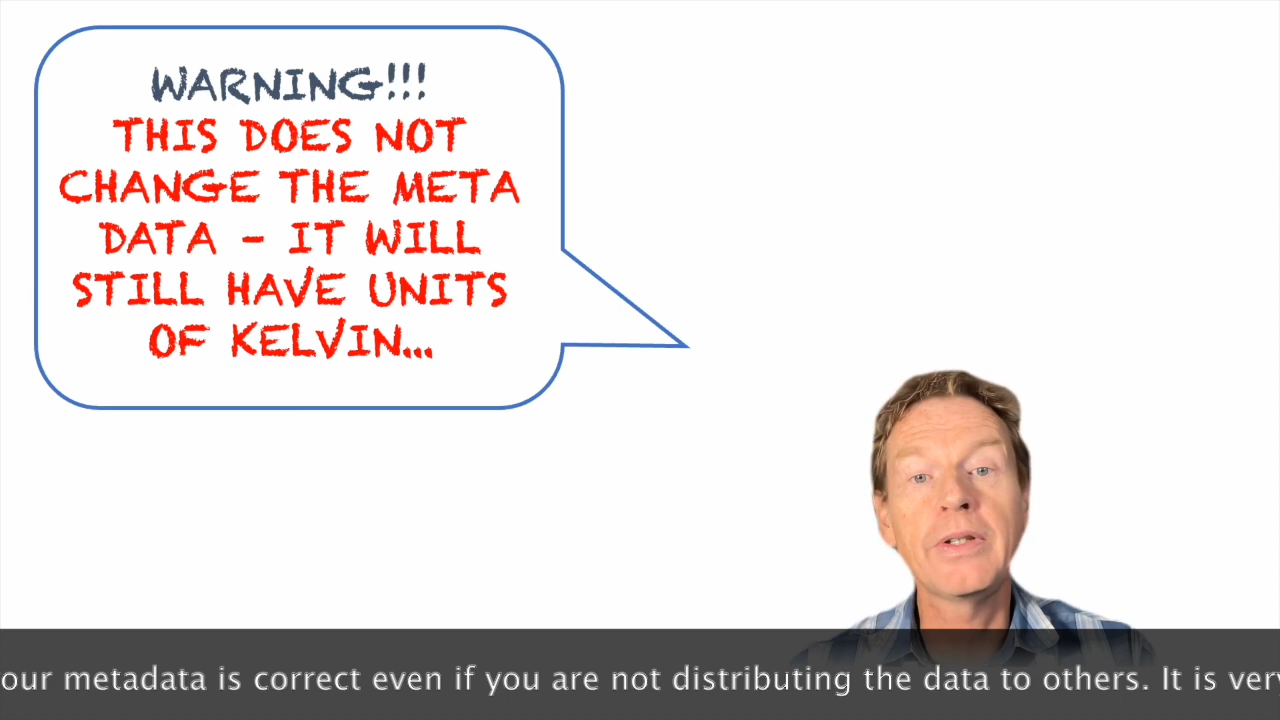 WARNING!!!
THIS DOES NOT
CHANGE THE META
DATA - IT WILL
STILL HAVE UNITS
OF KELVIN...
our metadata is correct even if you are not distributing the data to others. It is very